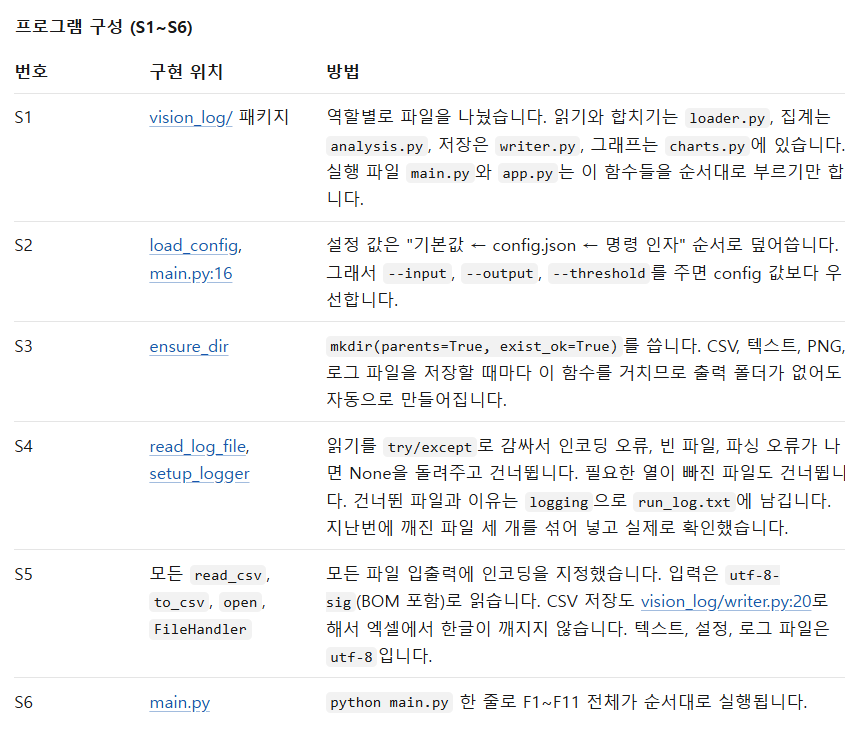 프로그램 구성 (S1~S6)
번호 구현 위치 방법
S1 vision_log/ 패키지 역할별로 파일을 나눴습니다. 읽기와 합치기는 loader.py, 집계는
analysis.py, 저장은 writer.py, 그래프는 charts.py에 있습니다.
실행 파일 main.py와 app.py는 이 함수들을 순서대로 부르기만 합
니다.
S2 load_config, 설정 값은 "기본값 ← config.json ← 명령 인자" 순서로 덮어씁니다.
main.py:16 그래서 --input, --output, --threshold를 주면 config 값보다 우
선합니다.
S3 ensure_dir mkdir(parents=True, exist_ok=True)를 씁니다. CSV, 텍스트, PNG,
로그 파일을 저장할 때마다 이 함수를 거치므로 출력 폴더가 없어도
자동으로 만들어집니다.
S4 read_log_file, 읽기를 try/except로 감싸서 인코딩 오류, 빈 파일, 파싱 오류가 나
setup_logger 면 None을 돌려주고 건너뜁니다. 필요한 열이 빠진 파일도 건너뜁니
다. 건너뛴 파일과 이유는 logging으로 run_log.txt에 남깁니다.
지난번에 깨진 파일 세 개를 섞어 넣고 실제로 확인했습니다.
S5 모든 read_csv, 모든 파일 입출력에 인코딩을 지정했습니다. 입력은 utf-8-
to_csv, open, sig(BOM 포함)로 읽습니다. CSV 저장도 vision_log/writer.py:20로
FileHandler 해서 엑셀에서 한글이 깨지지 않습니다. 텍스트, 설정, 로그 파일은
utf-8입니다.
S6 main.py python main.py 한 줄로 F1~F11 전체가 순서대로 실행됩니다.